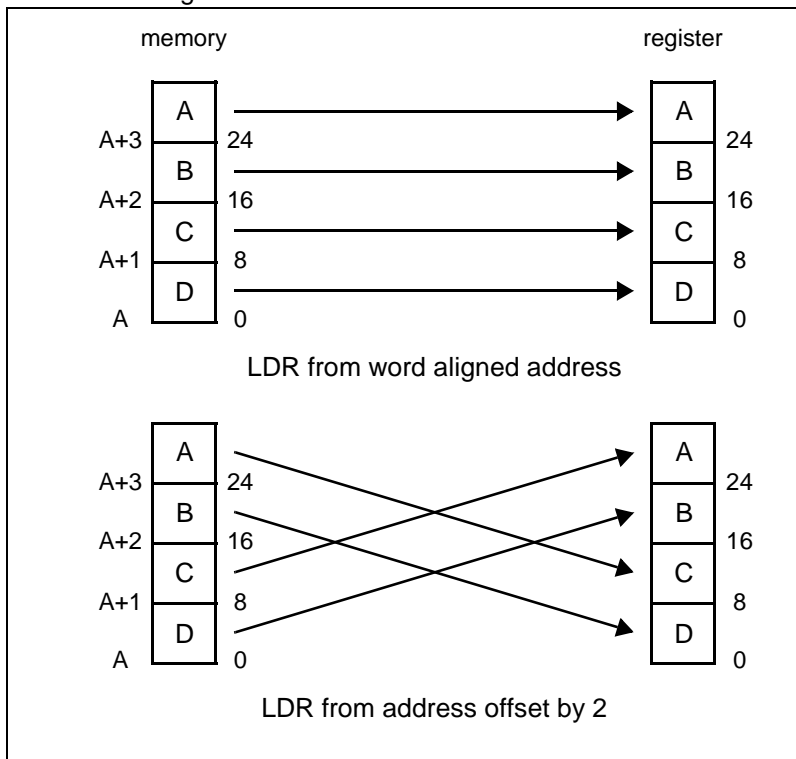 memory register
A A
A+3 24 24
B B
A+2 16 16
C C
A+1 8 8
D D
A 0 0
LDR from word aligned address
A A
A+3 24 24
B B
A+2 16 16
C C
A+1 8 8
D D
A 0 0
LDR from address offset by 2